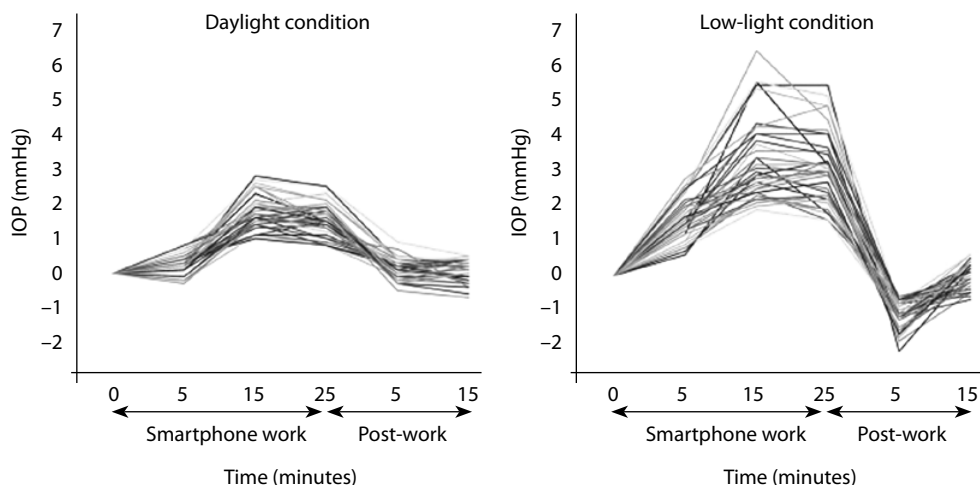 Daylight condition
7
6
5
4
3
2
1
0
–1
–2
IOP (mmHg)
0 5 15 25 5 15
Smartphone work Post-work
Time (minutes)
Low-light condition
7
6
5
4
3
2
1
0
–1
–2
IOP (mmHg)
0 5 15 25 5 15
Smartphone work Post-work
Time (minutes)